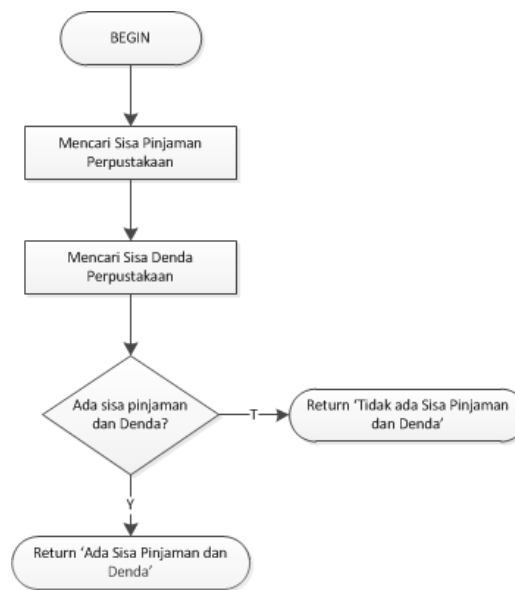 BEGIN
Mencari Sisa Pinjaman
Perpustakaan
Mencari Sisa Denda
Perpustakaan
Ada sisa pinjaman
dan Denda?
T
Return 'Tidak ada Sisa Pinjaman
dan Denda'
Y
Return 'Ada Sisa Pinjaman dan
Denda'